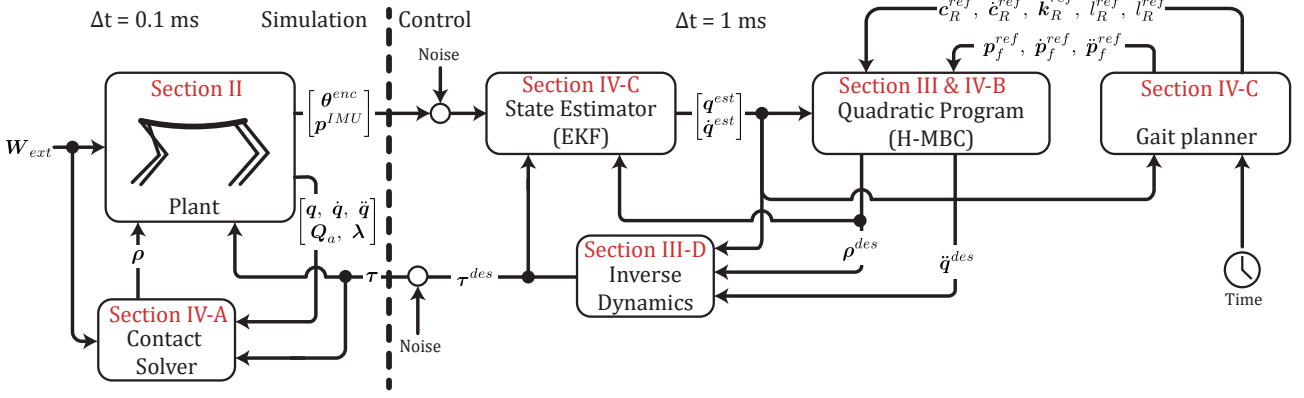 Δt = 0.1 ms
Simulation
Control
Δt = 1 ms
c_R^{ref}, ċ_R^{ref}, k_R^{ref}, l_R^{ref}, l_R^{ref}
p_f^{ref}, ṗ_f^{ref}, p̈_f^{ref}
Noise
Section II
Plant
W_{ext}
[θ^{enc}
p^{IMU}]
Section IV-C
State Estimator
(EKF)
[q^{est}
q̇^{est}]
Section III & IV-B
Quadratic Program
(H-MBC)
Section IV-C
Gait planner
[q, q̇, q̈
Q_a, λ]
ρ
τ
τ^{des}
Section III-D
Inverse
Dynamics
ρ^{des}
q̈^{des}
Time
Section IV-A
Contact
Solver
Noise